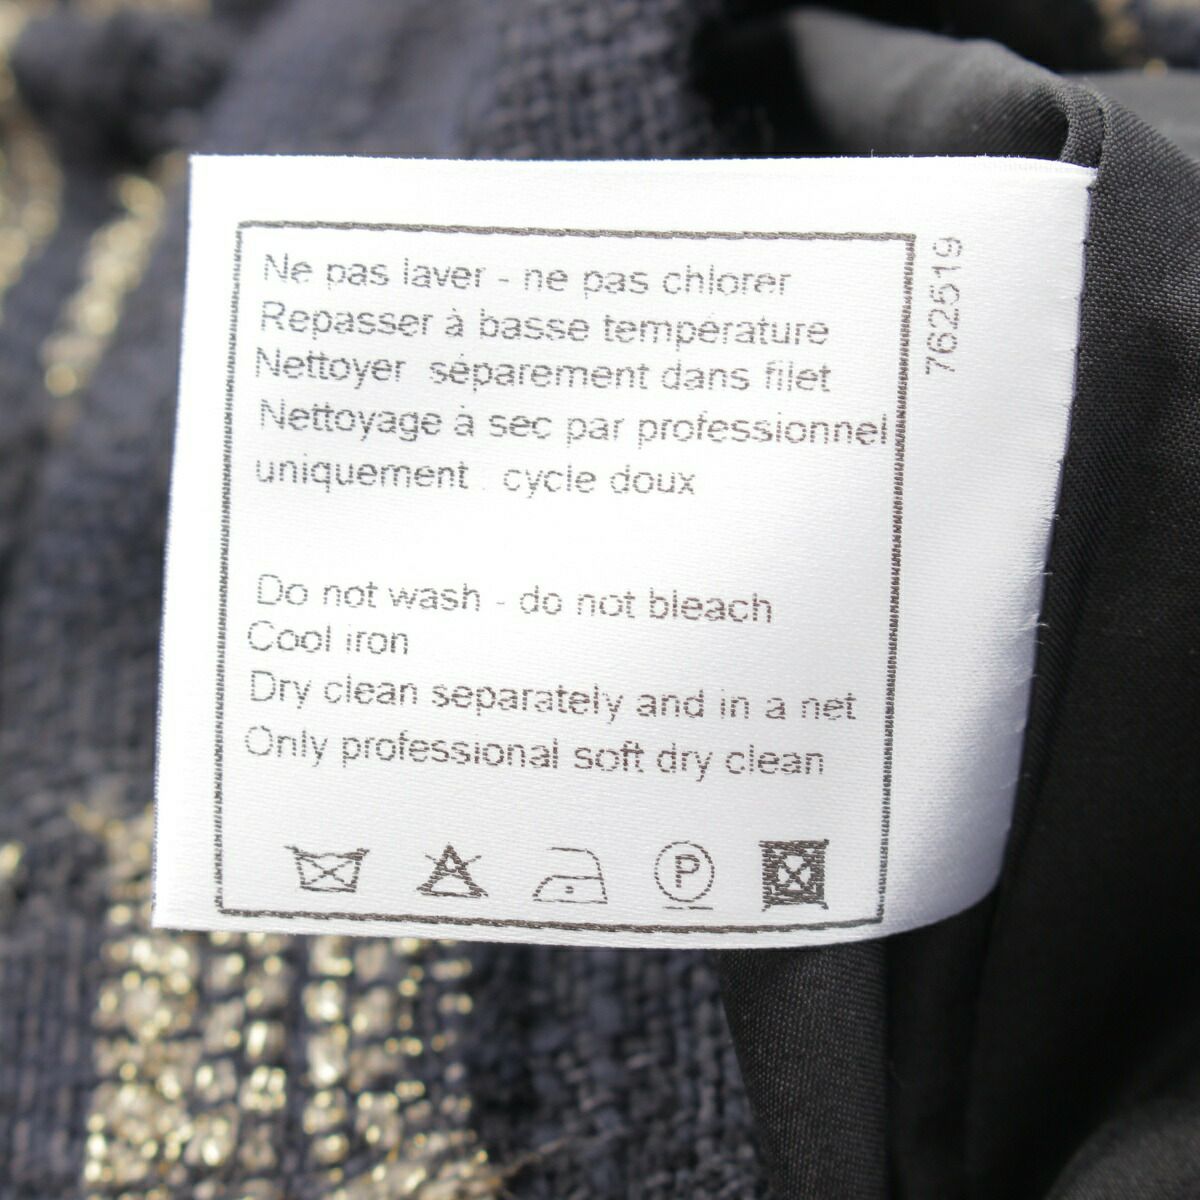 Ne pas laver - ne pas chlorer
Repasser à basse température
Nettoyer séparement dans filet
Nettoyage à sec par professionnel
uniquement . cycle doux
Do not wash - do not bleach
Cool iron
Dry clean separately and in a net
Only professional soft dry clean
P
7622519